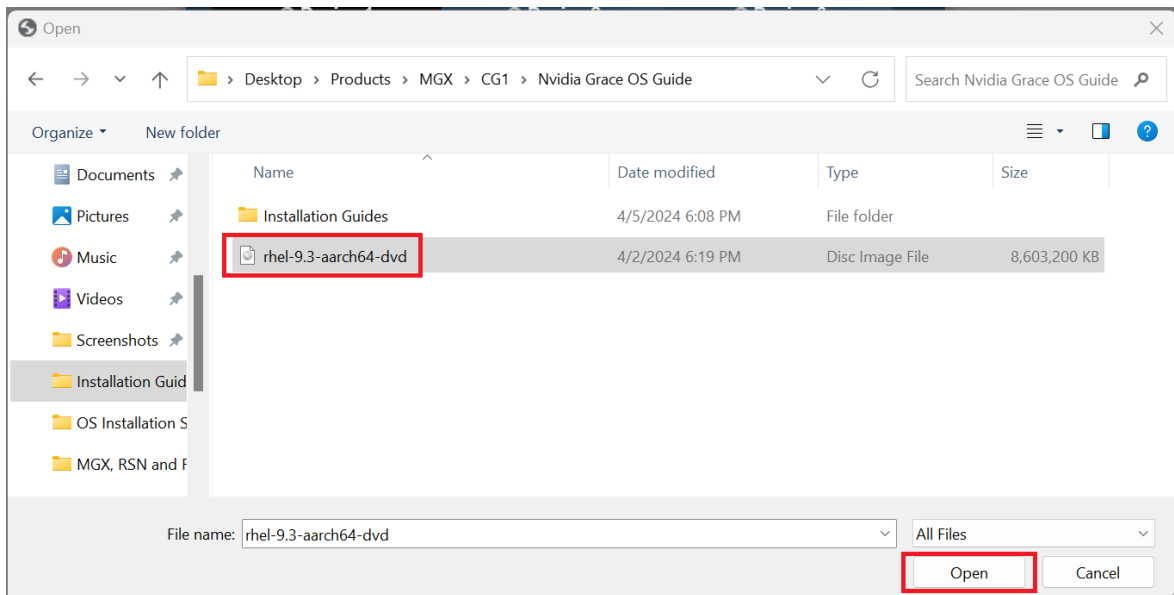 Open
Desktop > Products > MGX > CG1 > Nvidia Grace OS Guide
Search Nvidia Grace OS Guide
Organize
New folder
?
Name
Date modified
Type
Size
Documents
Pictures
Music
Videos
Screenshots
Installation Guid
OS Installation S
MGX, RSN and F
Installation Guides
4/5/2024 6:08 PM
File folder
rhel-9.3-aarch64-dvd
4/2/2024 6:19 PM
Disc Image File
8,603,200 KB
File name:
rhel-9.3-aarch64-dvd
All Files
Open
Cancel